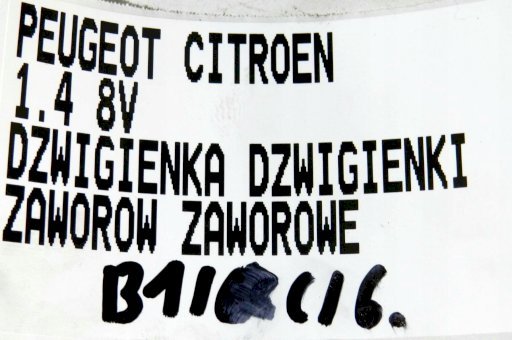 PEUGEOT CITROEN
1.4 8V
DZWIGIENKA DZWIGIENKI
ZAWOROW ZAWOROWE